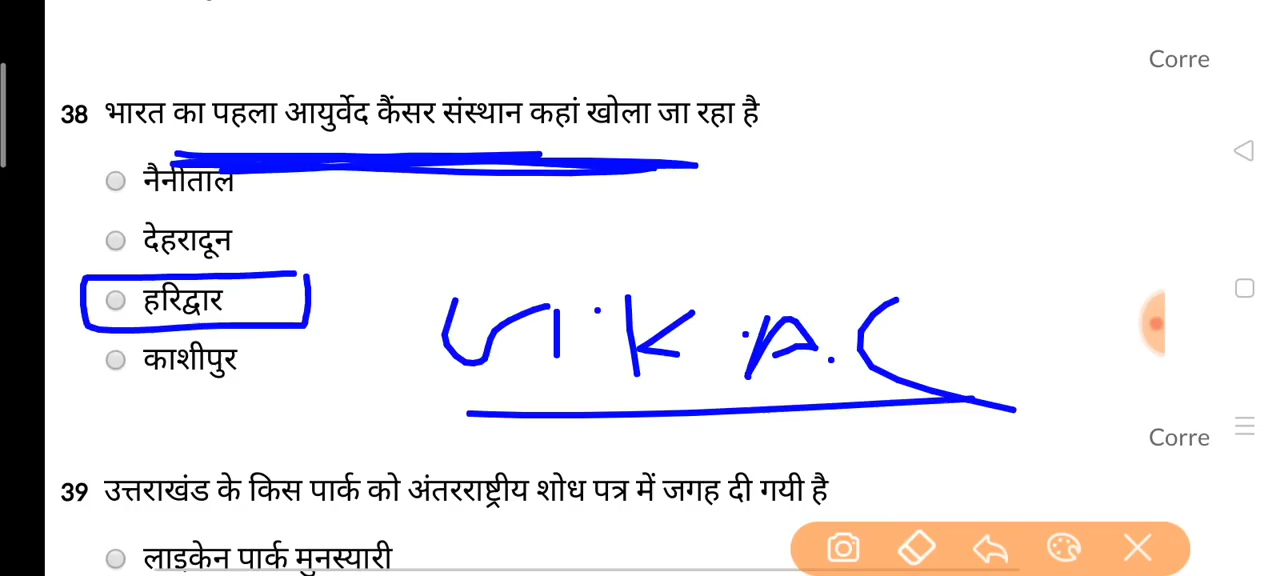 Corre
38 भारत का पहला आयुर्वेद कैंसर संस्थान कहां खोला जा रहा है
नैनीताल
देहरादून
हरिद्वार
काशीपुर
Corre
39 उत्तराखंड के किस पार्क को अंतरराष्ट्रीय शोध पत्र में जगह दी गयी है
लाइकेन पार्क मुनस्यारी